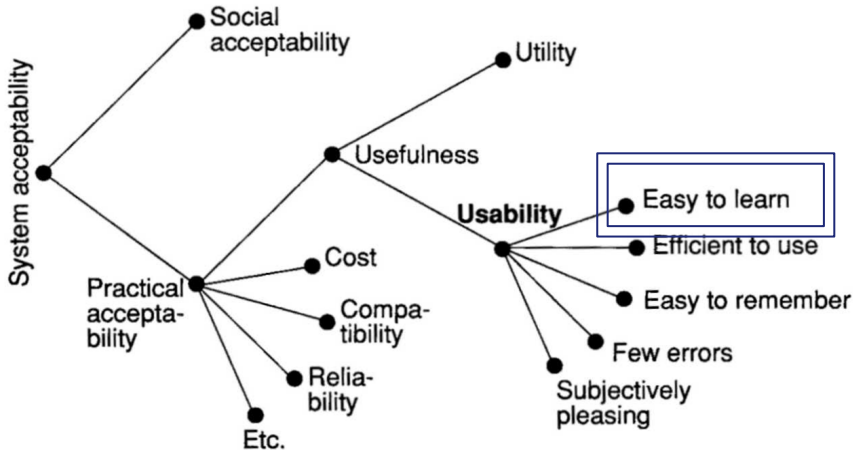 System acceptability
Social
acceptability
Practical
accepta-
bility
Usefulness
Cost
Compa-
tibility
Relia-
bility
Etc.
Utility
Usability
Easy to learn
Efficient to use
Easy to remember
Few errors
Subjectively
pleasing